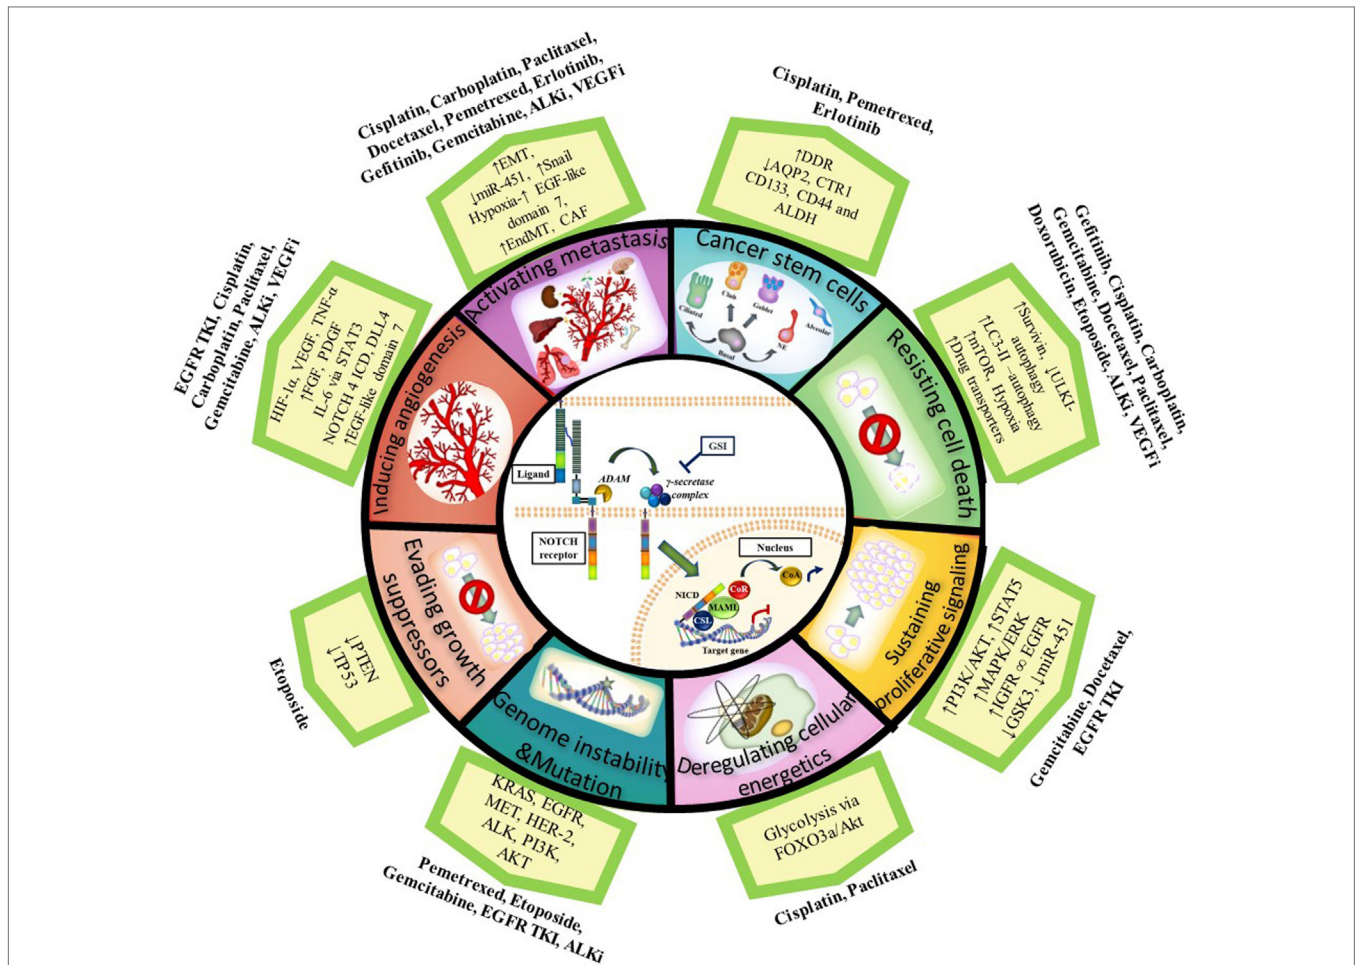 Cisplatin, Carboplatin, Paclitaxel,
Docetaxel, Pemetrexed, Erlotinib,
Gefitinib, Gemcitabine, ALKi, VEGFi
↑EMT,
↓miR-451, ↑Snail
Hypoxia-↑ EGF-like
domain 7,
↑EndMT, CAF
Activating metastasis
Cisplatin, Pemetrexed,
Erlotinib
↑DDR
↓AQP2, CTR1
CD133, CD44 and
ALDH
Cancer stem cells
Ciliated
Club
Goblet
Alveolar
NE
Basal
Gefitinib, Cisplatin, Carboplatin,
Gemcitabine, Docetaxel, Paclitaxel,
Doxorubicin, Etoposide, ALKi, VEGFi
↑Survivin, ↓ULK1-
autophagy
↑LC3-II –autophagy
↑mTOR, Hypoxia
↑Drug transporters
Resisting cell death
↑PI3K/AKT, ↑STAT5
↑MAPK/ERK
↑IGFR ∞ EGFR
↓GSK3, ↓miR-451
Gemcitabine, Docetaxel,
EGFR TKI
Sustaining
proliferative signaling
Glycolysis via
FOXO3a/Akt
Cisplatin, Paclitaxel
Deregulating cellular
energetics
KRAS, EGFR,
MET, HER-2,
ALK, PI3K,
AKT
Pemetrexed, Etoposide,
Gemcitabine, EGFR TKI, ALKi
Genome instability
&Mutation
↓PTEN
↓TP53
Etoposide
Evading growth
suppressors
EGFR TKI, Cisplatin,
Carboplatin, Paclitaxel,
Gemcitabine, ALKi, VEGFi
HIF-1α, VEGF, TNF-α
↑EGF, PDGF
IL-6 via STAT3
NOTCH 4 ICD, DLL4
↑EGF-like domain 7
Inducing angiogenesis
Ligand
ADAM
GSI
γ-secretase
complex
NOTCH
receptor
Nucleus
NICD
CoR
CoA
MAML
CSL
Target gene